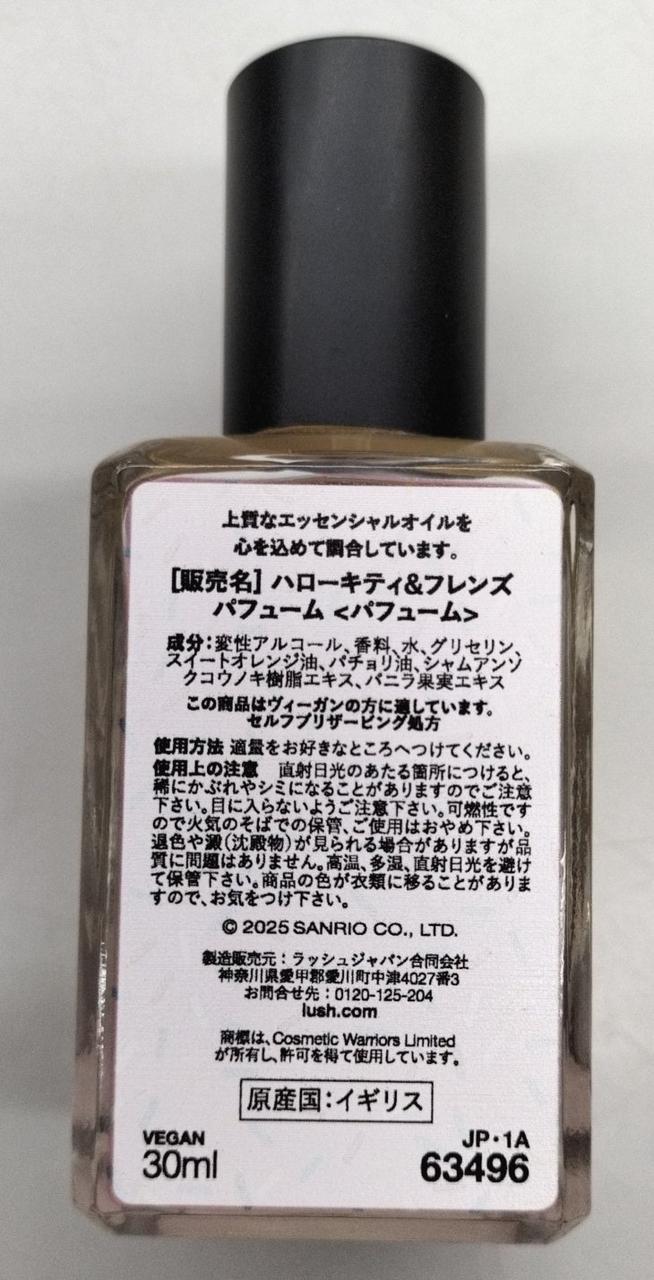 上質なエッセンシャルオイルを
心を込めて調合しています。
[販売名] ハローキティ&フレンズ
パフューム <パフューム>
成分：変性アルコール、香料、水、グリセリン、
スイートオレンジ油、パチョリ油、シャムアンソ
クコウノキ樹脂エキス、バニラ果実エキス
この商品はヴィーガンの方に適しています。
セルフプリザービング処方
使用方法 適量をお好きなところへつけてください。
使用上の注意 直射日光のあたる箇所につけると、
稀にかぶれやシミになることがありますのでご注意
下さい。目に入らないようご注意下さい。可燃性です
ので火気のそばでの保管、ご使用はおやめ下さい。
退色や澱(沈殿物)が見られる場合がありますが品
質に問題はありません。高温、多湿、直射日光を避け
て保管下さい。商品の色が衣類に移ることがありま
すので、お気をつけ下さい。
© 2025 SANRIO CO., LTD.
製造販売元：ラッシュジャパン合同会社
神奈川県愛甲郡愛川町中津4027番3
お問合せ先：0120-125-204
lush.com
商標は、Cosmetic Warriors Limited
が所有し、許可を得て使用しています。
原産国：イギリス
VEGAN JP・1A
30ml 63496